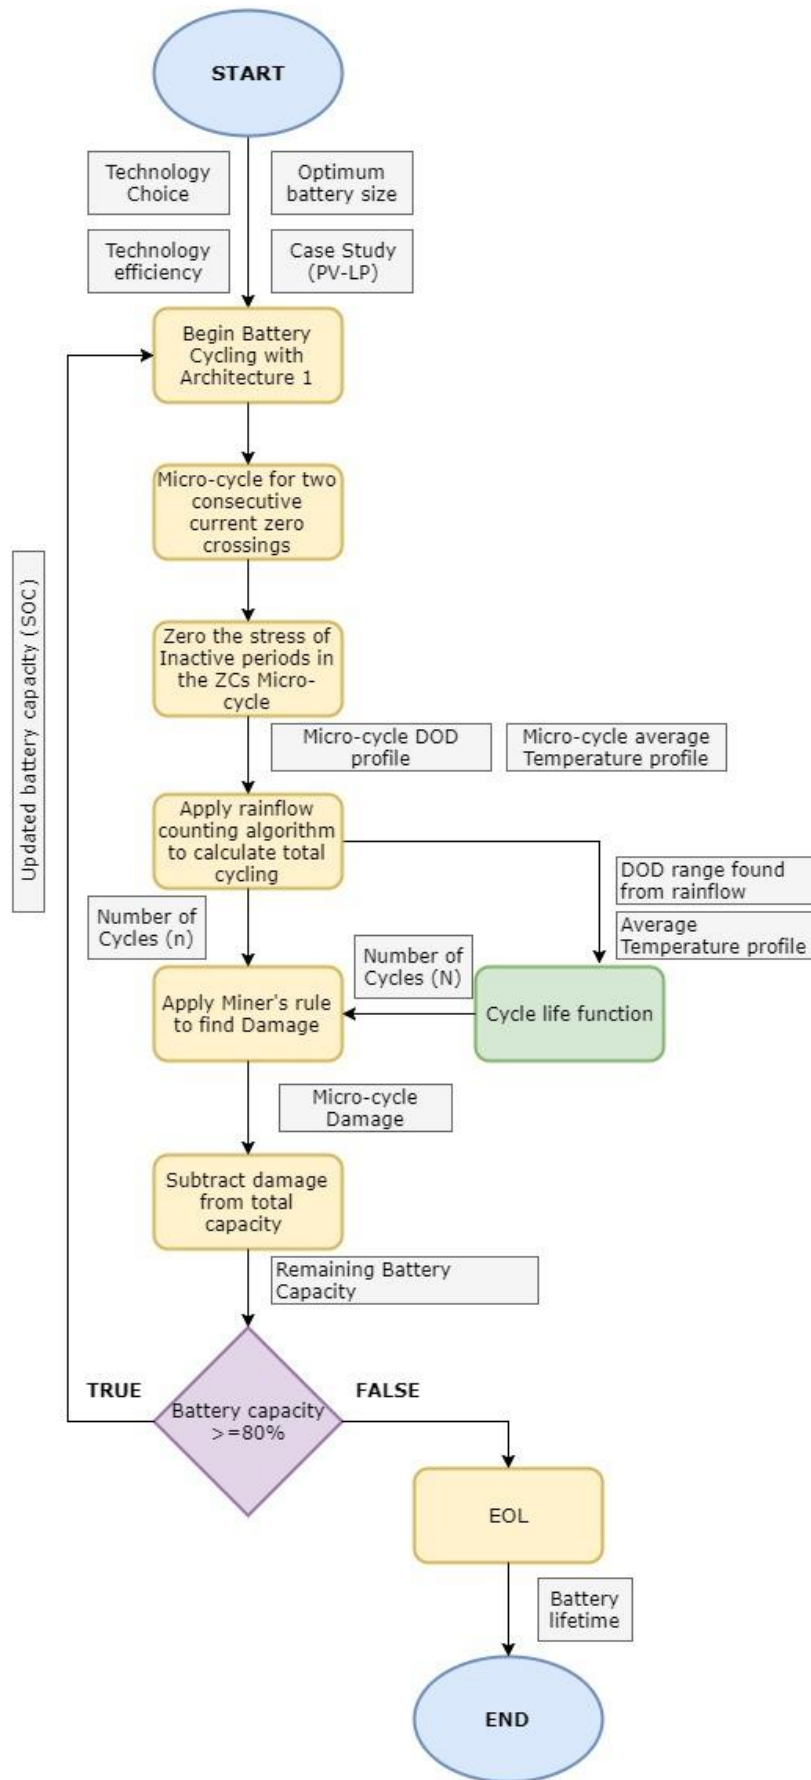 START
Technology
Choice
Optimum
battery size
Technology
efficiency
Case Study
(PV-LP)
Begin Battery
Cycling with
Architecture 1
Micro-cycle for two
consecutive
current zero
crossings
Updated battery capacity (SOC)
Zero the stress of
Inactive periods in
the ZCs Micro-
cycle
Micro-cycle DOD
profile
Micro-cycle average
Temperature profile
Apply rainflow
counting algorithm
to calculate total
cycling
DOD range found
from rainflow
Average
Temperature profile
Number of
Cycles (n)
Number of
Cycles (N)
Apply Miner's rule
to find Damage
Cycle life function
Micro-cycle
Damage
Subtract damage
from total
capacity
Remaining Battery
Capacity
TRUE
FALSE
Battery capacity
>=80%
EOL
Battery
lifetime
END